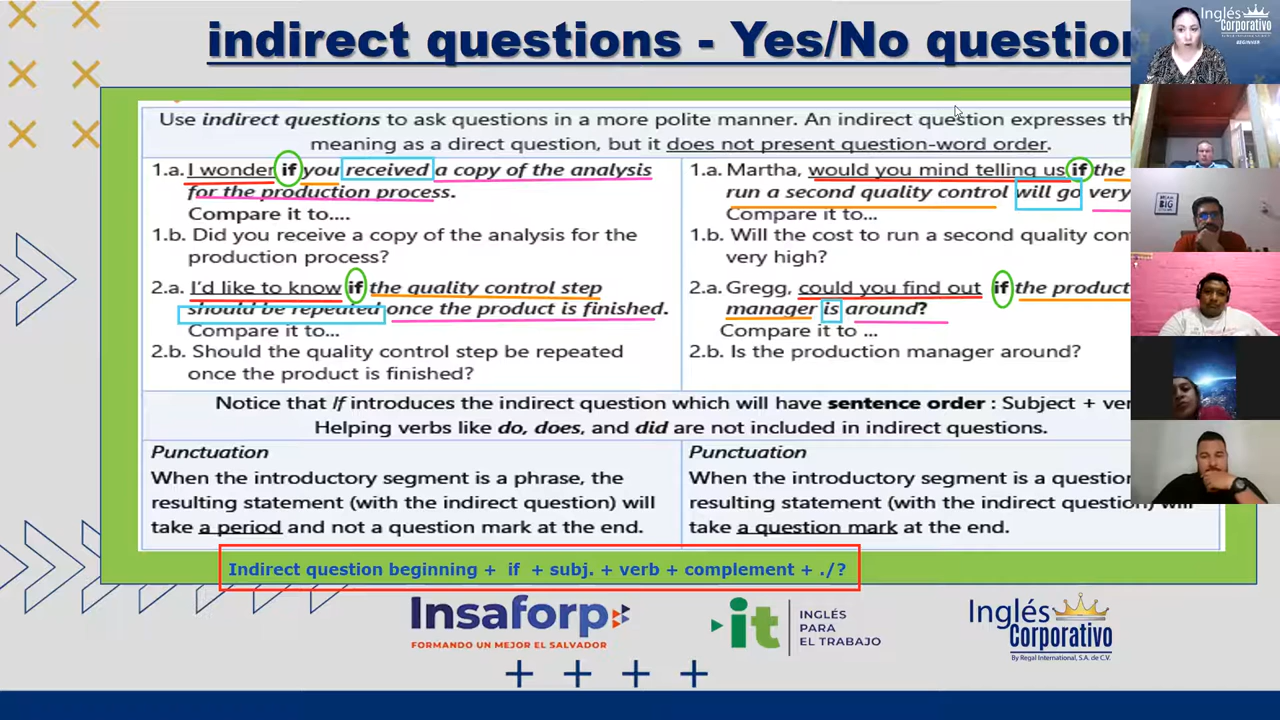 indirect questions - Yes/No question
Use indirect questions to ask questions in a more polite manner. An indirect question expresses
meaning as a direct question, but it does not present question-word order.
1.a. I wonder if you received a copy of the analysis
for the production process.
Compare it to....
1.b. Did you receive a copy of the analysis for the
production process?
2.a. I'd like to know if the quality control step
should be repeated once the product is finished.
Compare it to...
2.b. Should the quality control step be repeated
once the product is finished?
1.a. Martha, would you mind telling us if the
run a second quality control will go very
Compare it to...
1.b. Will the cost to run a second quality
very high?
2.a. Gregg, could you find out if the product
manager is around?
Compare it to ...
2.b. Is the production manager around?
Notice that If introduces the indirect question which will have sentence order : Subject +
Helping verbs like do, does, and did are not included in indirect questions.
Punctuation
When the introductory segment is a phrase, the
resulting statement (with the indirect question) will
take a period and not a question mark at the end.
Punctuation
When the introductory segment is a question
resulting statement (with the indirect question) will
take a question mark at the end.
Indirect question beginning + if + subj. + verb + complement + ./?
Insaforp
FORMANDO UN MEJOR EL SALVADOR
it
INGLÉS
PARA
EL TRABAJO
Inglés
Corporativo
By Regal International, S.A. de C.V.
Inglés
Corporativo
BEGINNER